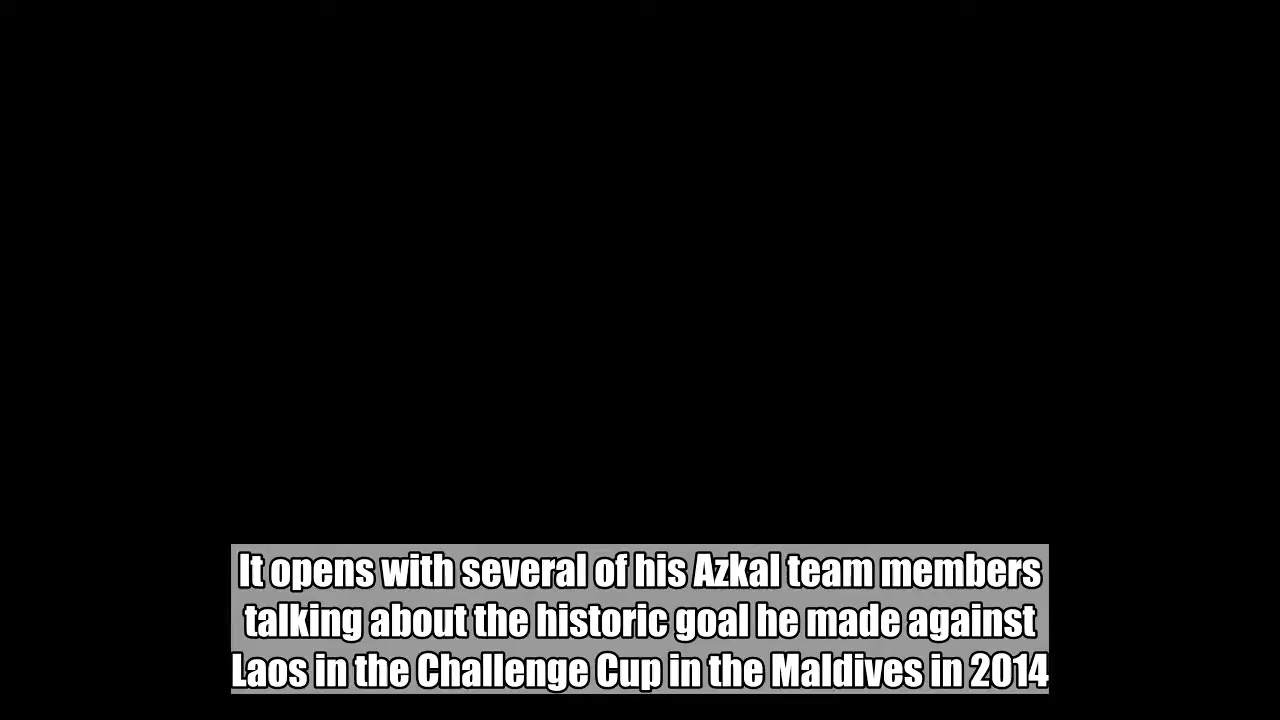 It opens with several of his Azkal team members
talking about the historic goal he made against
Laos in the Challenge Cup in the Maldives in 2014